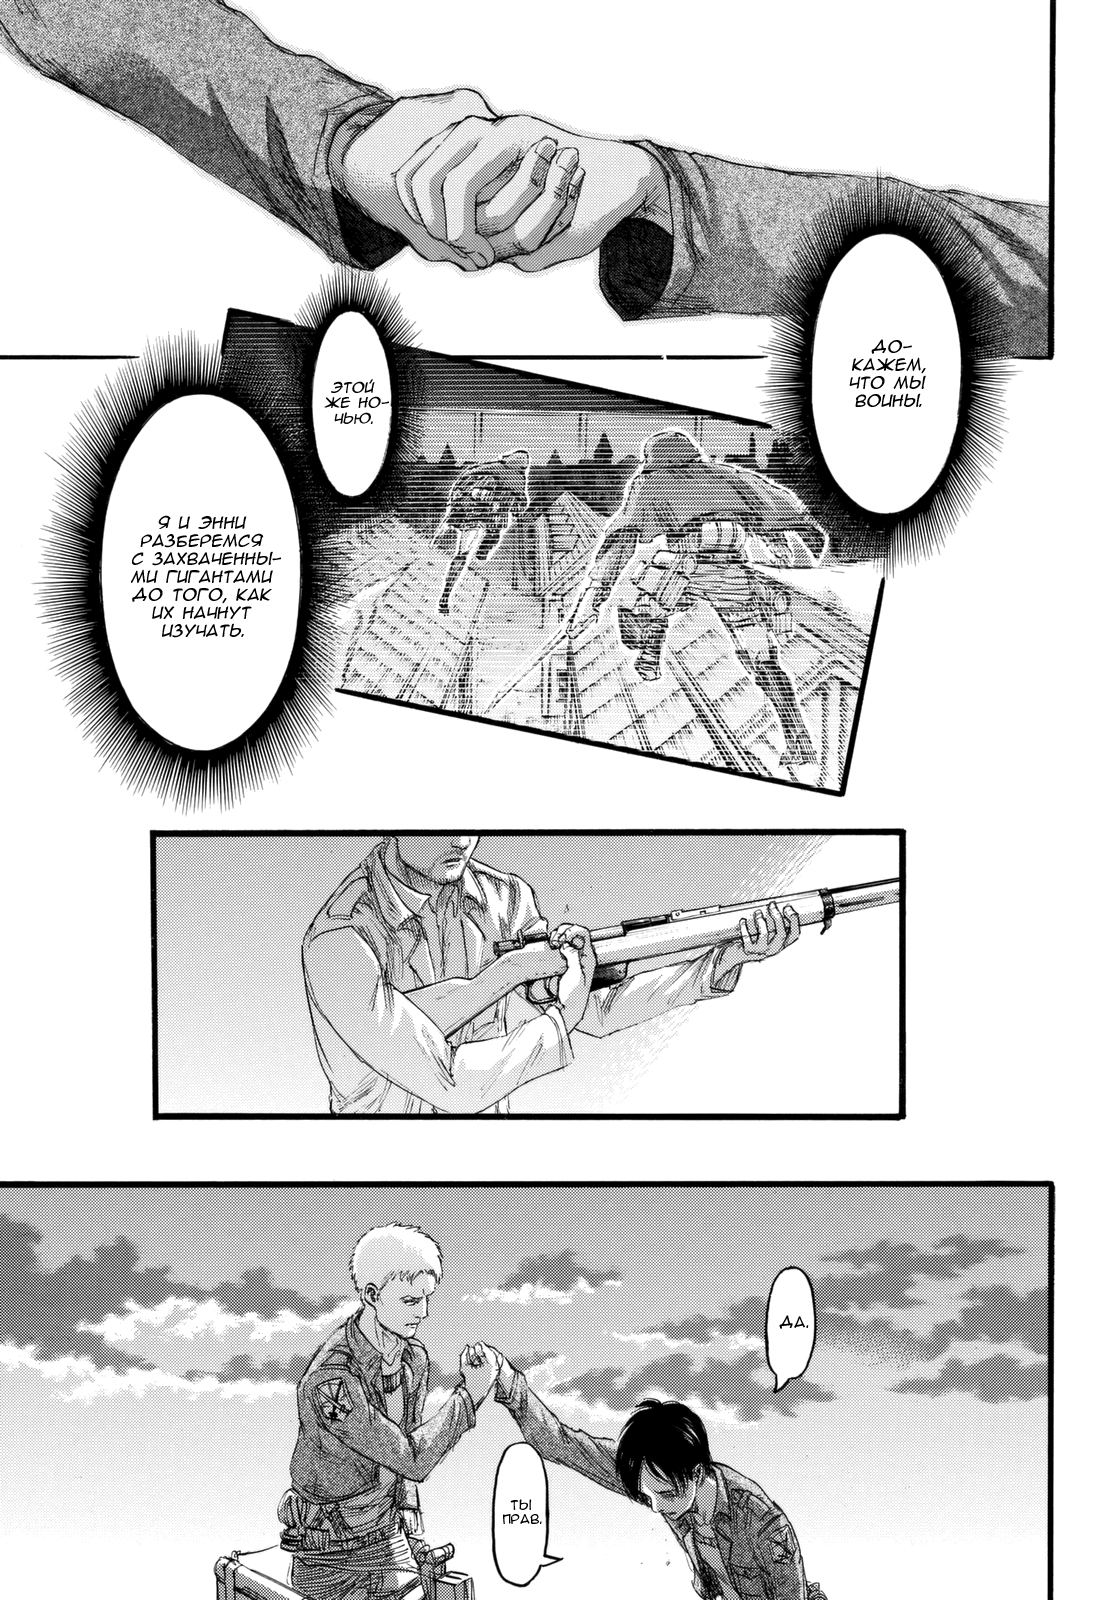 ДО-
КАЖЕМ,
ЧТО МЫ
ВОИНЫ.
ЭТОЙ
ЖЕ НО-
ЧЬЮ.
Я И ЭННИ
РАЗБЕРЕМСЯ
С ЗАХВАЧЕННЫ-
МИ ГИГАНТАМИ
ДО ТОГО, КАК
ИХ НАЧНУТ
ИЗУЧАТЬ.
ДА.
ТЫ
ПРАВ.